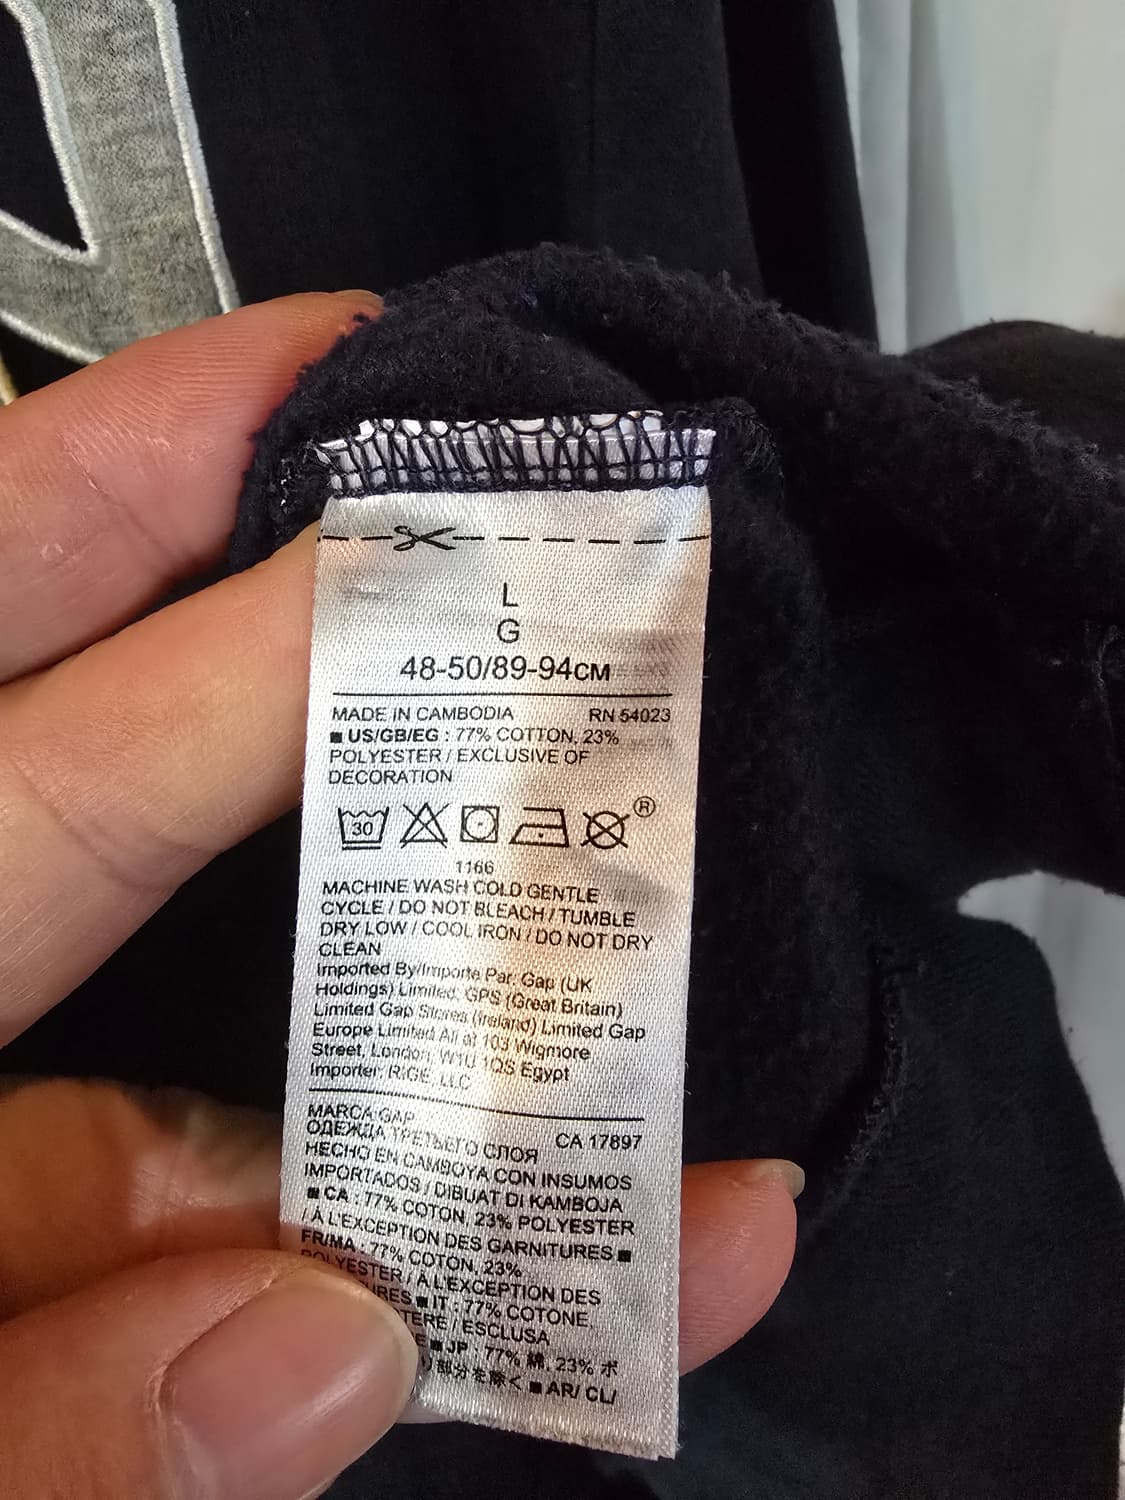 L
G
48-50/89-94CM
MADE IN CAMBODIA RN 54023
■ US/GB/EG : 77% COTTON, 23%
POLYESTER / EXCLUSIVE OF
DECORATION
30 ®
1166
MACHINE WASH COLD GENTLE
CYCLE / DO NOT BLEACH / TUMBLE
DRY LOW / COOL IRON / DO NOT DRY
CLEAN
Imported By/Importe Par: Gap (UK
Holdings) Limited, GPS (Great Britain)
Limited Gap Stores (Ireland) Limited Gap
Europe Limited All at 103 Wigmore
Street, London, W1U 1QS Egypt
Importer: RIGE, LLC
MARCA GAP
ОДЕЖДА ТРЕТЬЕГО СЛОЯ CA 17897
HECHO EN CAMBOYA CON INSUMOS
IMPORTADOS / DIBUAT DI KAMBOJA
■ CA : 77% COTON, 23% POLYESTER
/ À L'EXCEPTION DES GARNITURES ■
FR/MA : 77% COTON, 23%
POLYESTER / À L'EXCEPTION DES
URES ■ IT : 77% COTONE,
TERE / ESCLUSA
E ■ JP : 77% 綿, 23% ポ
り部分を除く ■ AR/ CL/